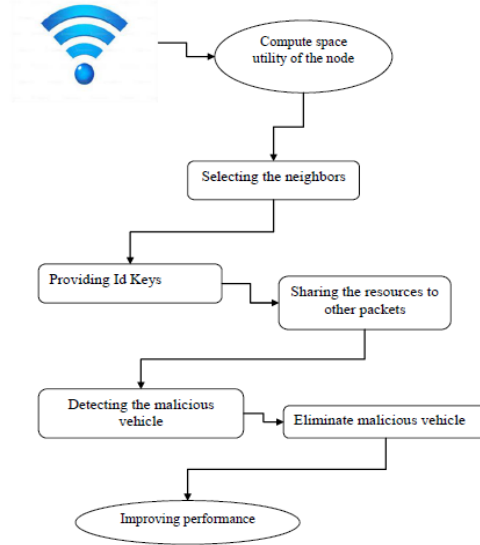 Compute space
utility of the node
Selecting the neighbors
Providing Id Keys
Sharing the resources to
other packets
Detecting the malicious
vehicle
Eliminate malicious vehicle
Improving performance